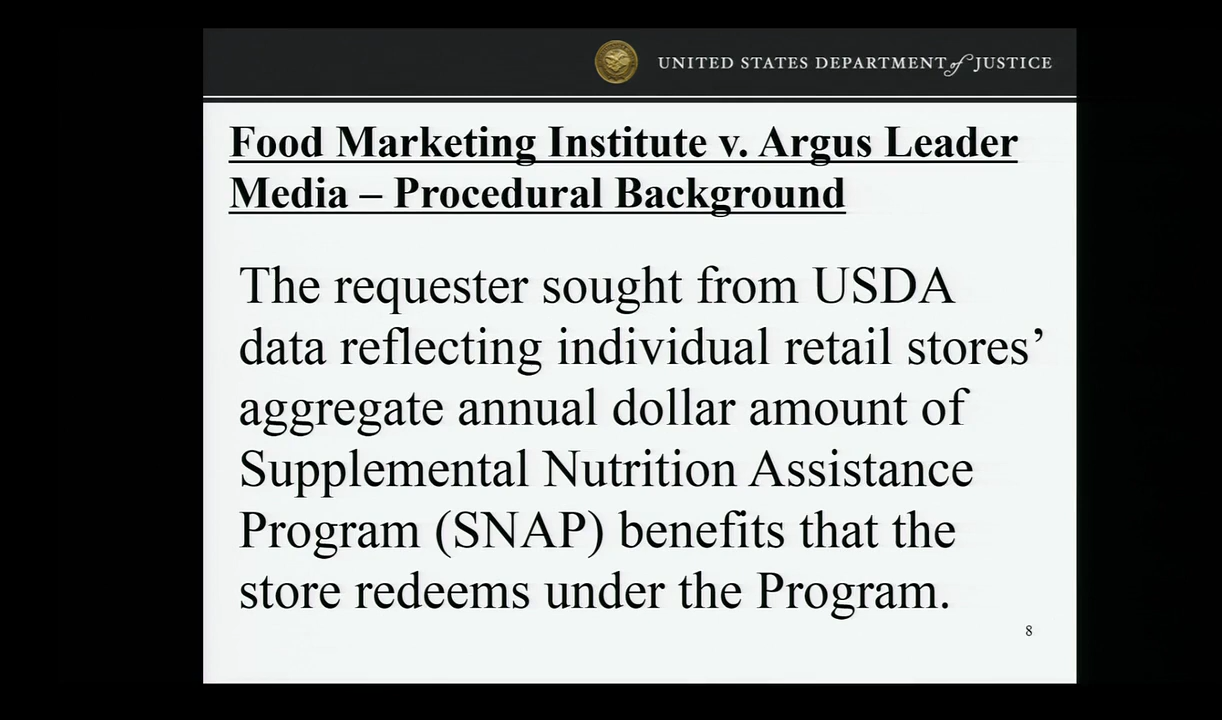 UNITED STATES DEPARTMENT of JUSTICE
Food Marketing Institute v. Argus Leader
Media – Procedural Background
The requester sought from USDA
data reflecting individual retail stores’
aggregate annual dollar amount of
Supplemental Nutrition Assistance
Program (SNAP) benefits that the
store redeems under the Program.
8